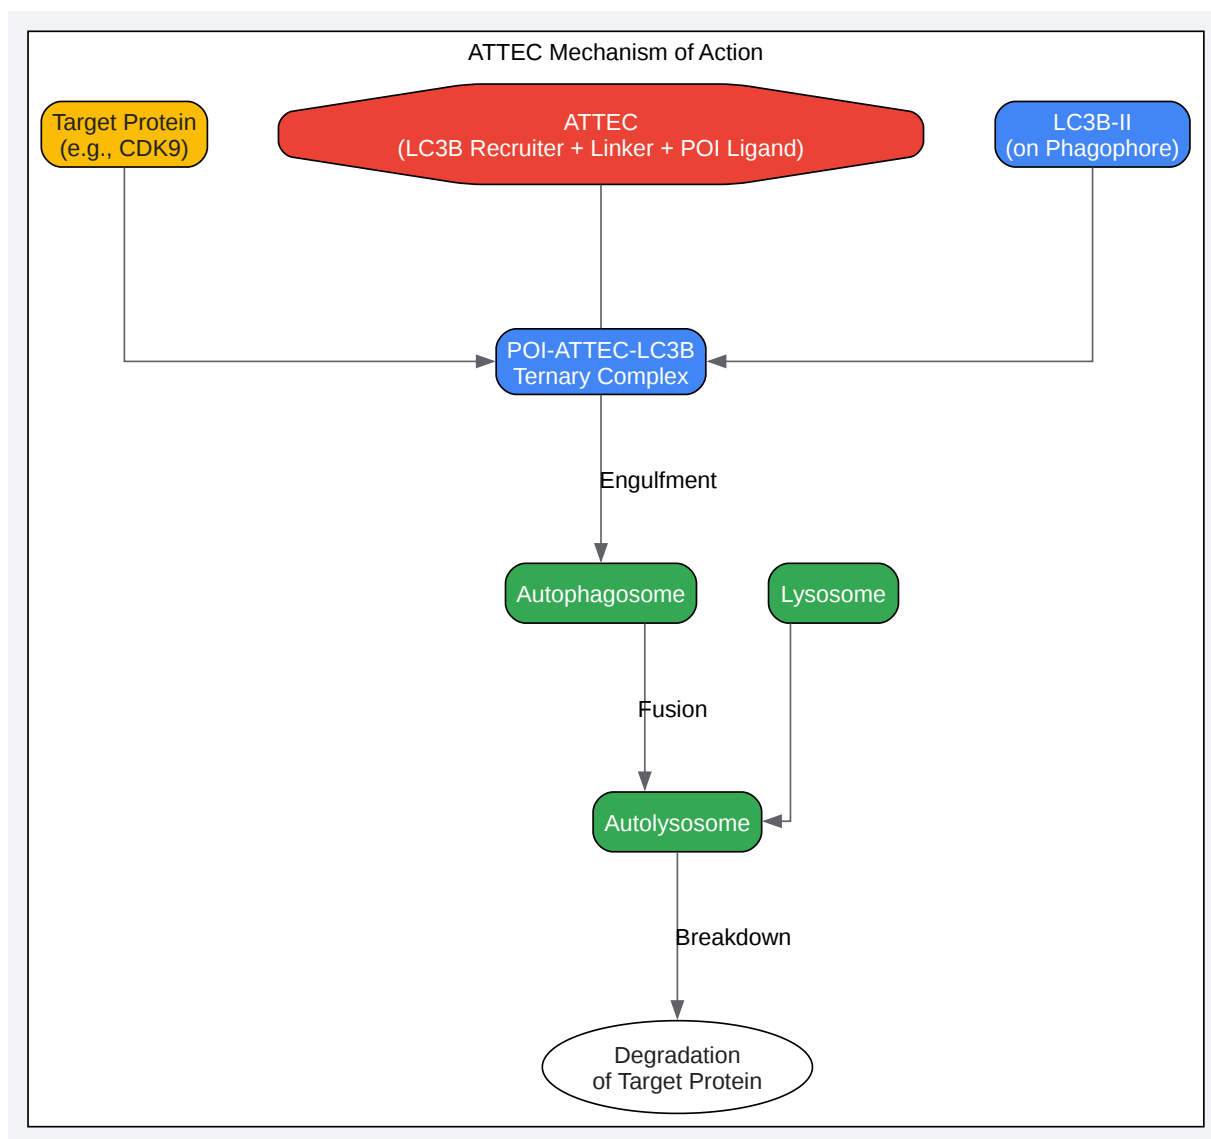 ATTEC Mechanism of Action
Target Protein
(e.g., CDK9)
ATTEC
(LC3B Recruiter + Linker + POI Ligand)
LC3B-II
(on Phagophore)
POI-ATTEC-LC3B
Ternary Complex
Engulfment
Autophagosome
Lysosome
Fusion
Autolysosome
Breakdown
Degradation
of Target Protein